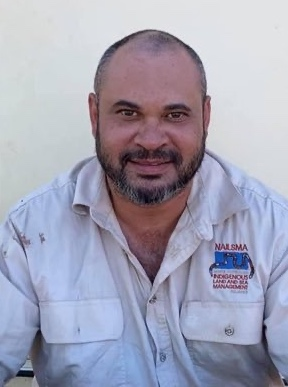 NAILSMA
INDIGENOUS
LAND AND SEA
MANAGEMENT